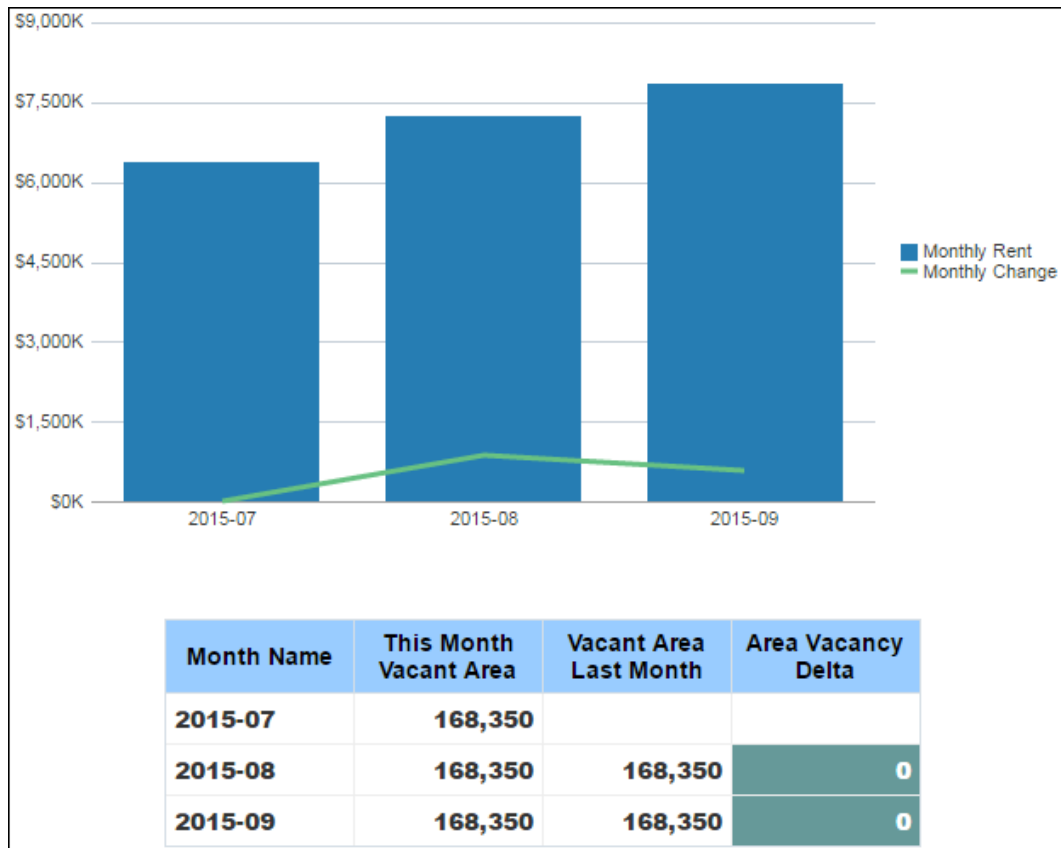 $9,000K
$7,500K
$6,000K
$4,500K
$3,000K
$1,500K
$0K
2015-07 2015-08 2015-09
Monthly Rent
Monthly Change
Month Name This Month Vacant Area Vacant Area Last Month Area Vacancy Delta
2015-07 168,350
2015-08 168,350 168,350 0
2015-09 168,350 168,350 0